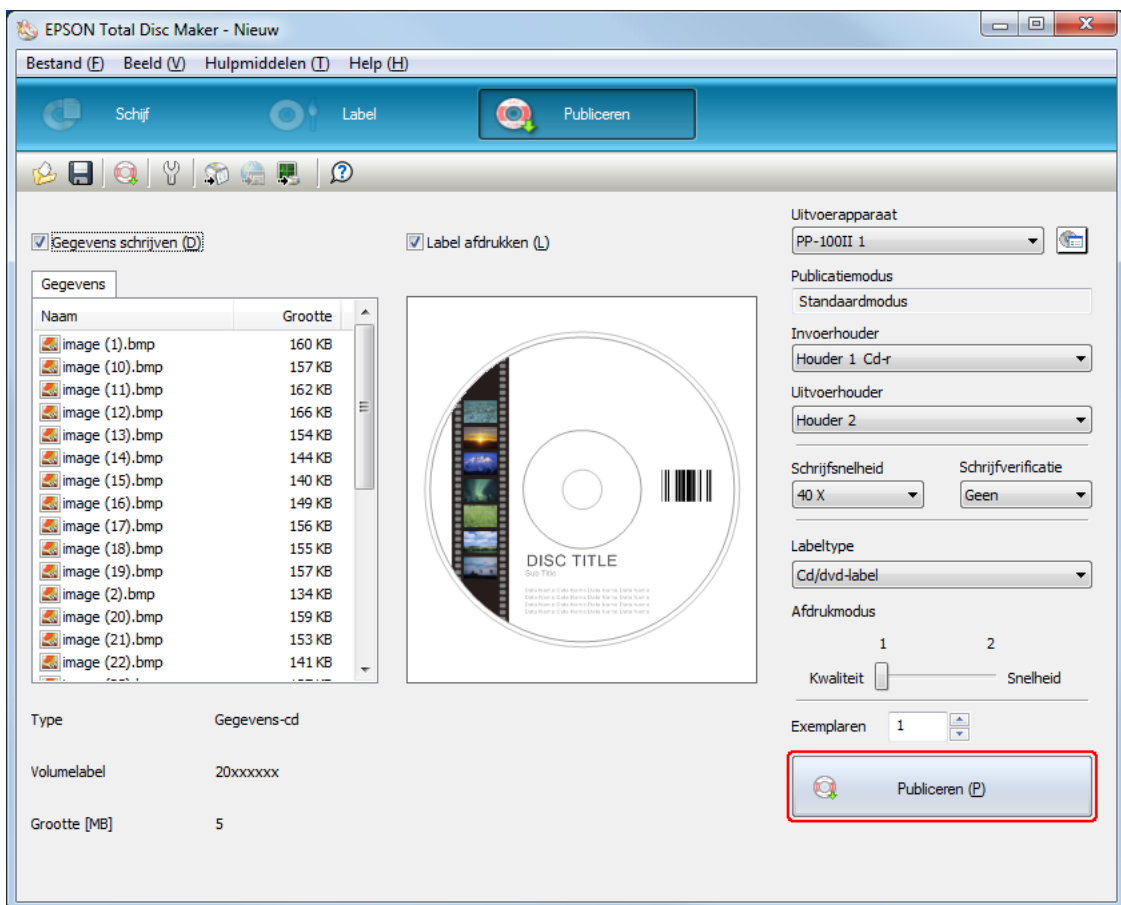 EPSON Total Disc Maker - Nieuw
Bestand (F) Beeld (V) Hulpmiddelen (T) Help (H)
Schijf Label Publiceren
Gegevens schrijven (D)
Label afdrukken (L)
Gegevens
Naam Grootte
image (1).bmp 160 KB
image (10).bmp 157 KB
image (11).bmp 162 KB
image (12).bmp 166 KB
image (13).bmp 154 KB
image (14).bmp 144 KB
image (15).bmp 140 KB
image (16).bmp 149 KB
image (17).bmp 156 KB
image (18).bmp 155 KB
image (19).bmp 157 KB
image (2).bmp 134 KB
image (20).bmp 159 KB
image (21).bmp 153 KB
image (22).bmp 141 KB
DISC TITLE
Sub Title
Type Gegevens-cd
Volumelabel 20xxxxxx
Grootte [MB] 5
Uitvoerapparaat
PP-100II 1
Publicatiemodus
Standaardmodus
Invoerhouder
Houder 1 Cd-r
Uitvoerhouder
Houder 2
Schrijfsnelheid Schrijfverificatie
40 X Geen
Labeltype
Cd/dvd-label
Afdrukmodus
1 2
Kwaliteit Snelheid
Exemplaren 1
Publiceren (P)